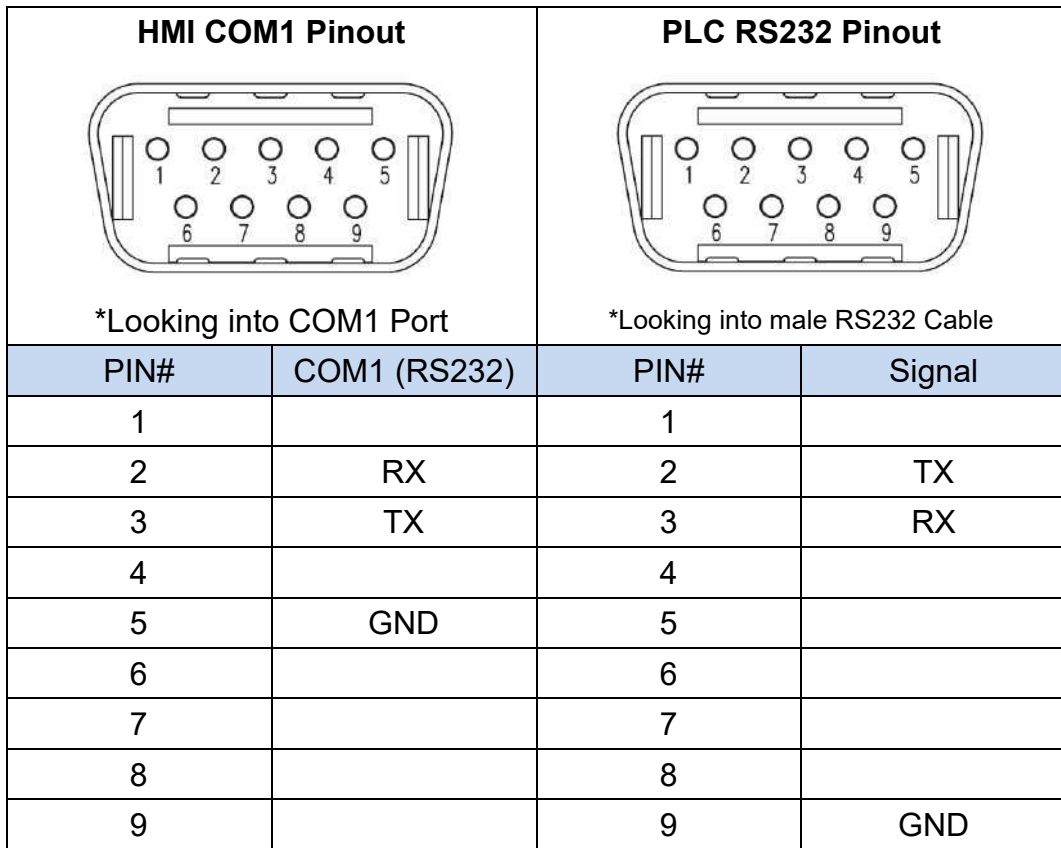 HMI COM1 Pinout PLC RS232 Pinout
1 2 3 4 5 1 2 3 4 5
6 7 8 9 6 7 8 9
*Looking into COM1 Port *Looking into male RS232 Cable
PIN# COM1 (RS232) PIN# Signal
1 1
2 RX 2 TX
3 TX 3 RX
4 4
5 GND 5
6 6
7 7
8 8
9 9 GND